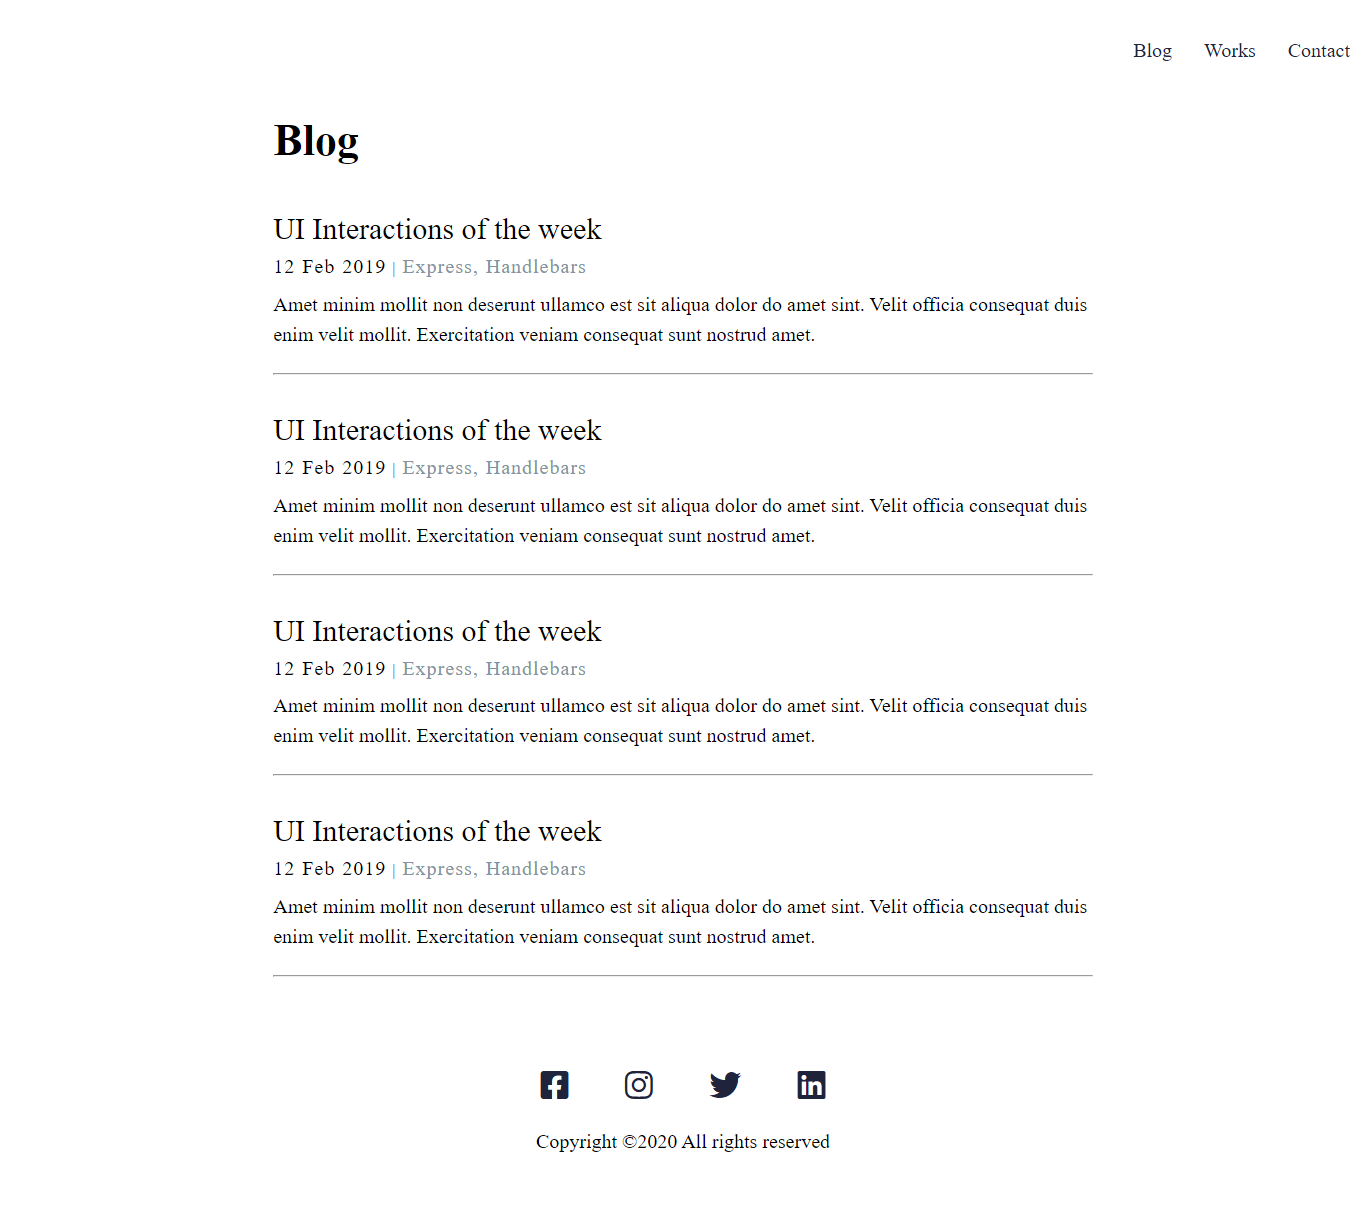 Blog Works Contact
Blog
UI Interactions of the week
12 Feb 2019 | Express, Handlebars
Amet minim mollit non deserunt ullamco est sit aliqua dolor do amet sint. Velit officia consequat duis
enim velit mollit. Exercitation veniam consequat sunt nostrud amet.
UI Interactions of the week
12 Feb 2019 | Express, Handlebars
Amet minim mollit non deserunt ullamco est sit aliqua dolor do amet sint. Velit officia consequat duis
enim velit mollit. Exercitation veniam consequat sunt nostrud amet.
UI Interactions of the week
12 Feb 2019 | Express, Handlebars
Amet minim mollit non deserunt ullamco est sit aliqua dolor do amet sint. Velit officia consequat duis
enim velit mollit. Exercitation veniam consequat sunt nostrud amet.
UI Interactions of the week
12 Feb 2019 | Express, Handlebars
Amet minim mollit non deserunt ullamco est sit aliqua dolor do amet sint. Velit officia consequat duis
enim velit mollit. Exercitation veniam consequat sunt nostrud amet.
Copyright ©2020 All rights reserved